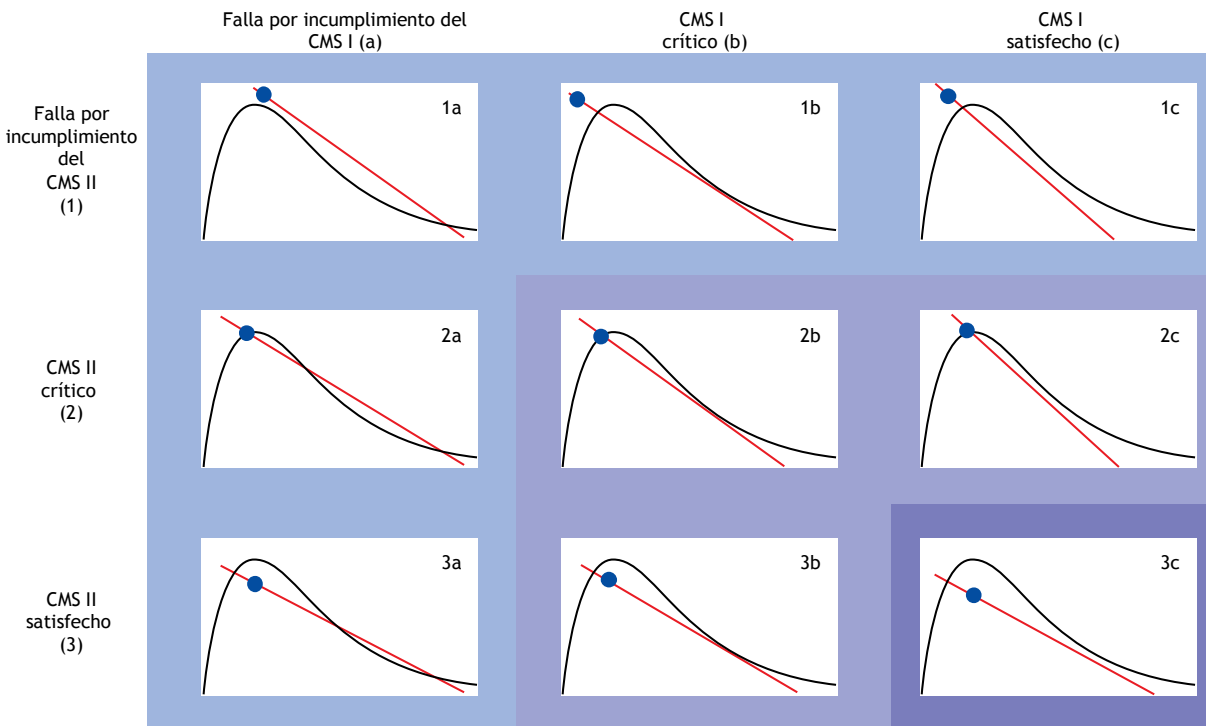 Falla por incumplimiento del
CMS I (a)
CMS I
crítico (b)
CMS I
satisfecho (c)
Falla por
incumplimiento
del
CMS II
(1)
1a
1b
1c
CMS II
crítico
(2)
2a
2b
2c
CMS II
satisfecho
(3)
3a
3b
3c